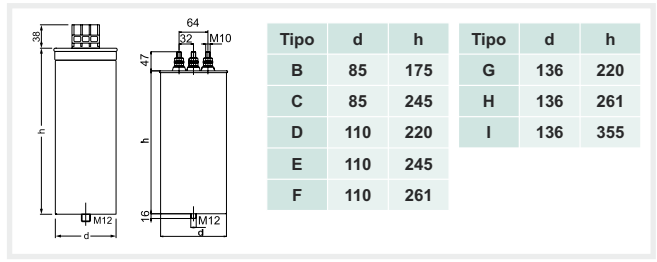 38
h
M12
d
64
32
M10
47
h
16
M12
d
Tipo d h
B 85 175
C 85 245
D 110 220
E 110 245
F 110 261
Tipo d h
G 136 220
H 136 261
I 136 355